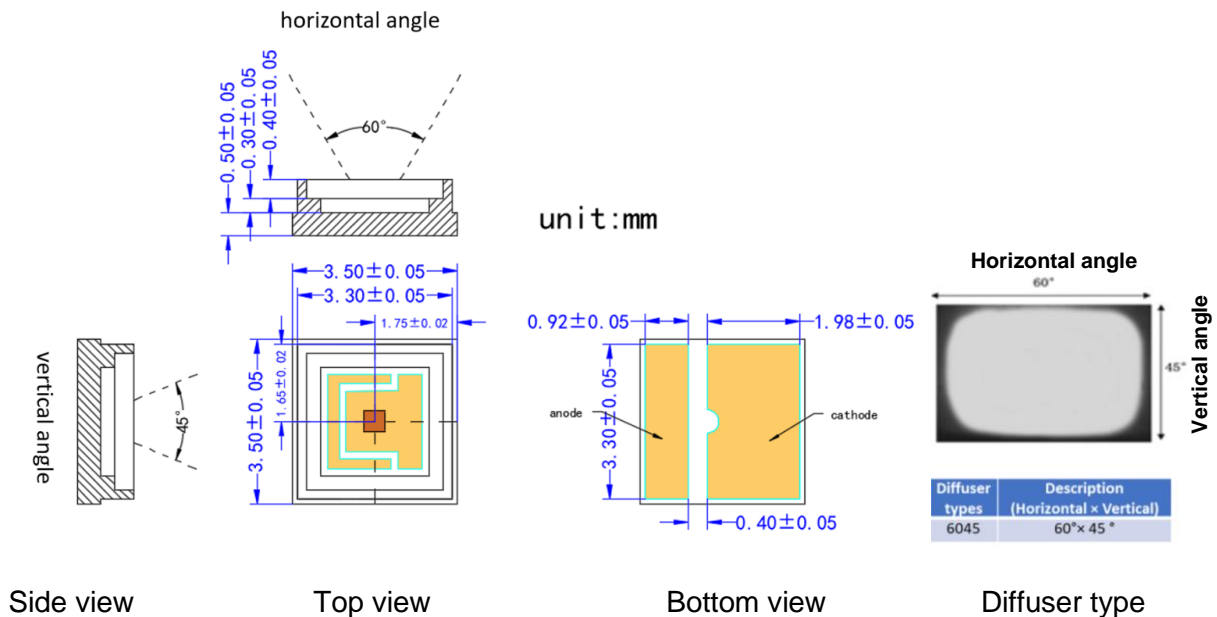 horizontal angle
0.50±0.05
0.30±0.05
0.40±0.05
60°
unit:mm
3.50±0.05
3.30±0.05
1.75±0.02
1.65±0.02
3.50±0.05
vertical angle
45°
0.92±0.05
1.98±0.05
3.30±0.05
anode
cathode
0.40±0.05
Horizontal angle
60°
45°
Vertical angle
Diffuser types
Description (Horizontal × Vertical)
6045
60°× 45 °
Side view
Top view
Bottom view
Diffuser type